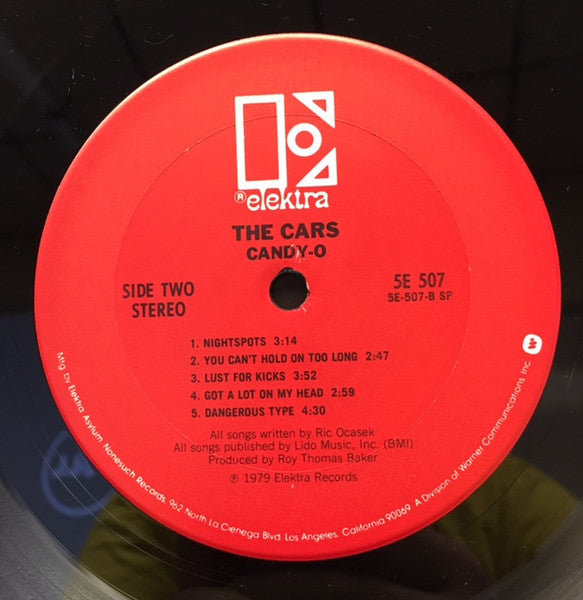 ® elektra
THE CARS
CANDY-O
SIDE TWO
STEREO
5E 507
5E-507-B SP
1. NIGHTSPOTS 3:14
2. YOU CAN'T HOLD ON TOO LONG 2:47
3. LUST FOR KICKS 3:52
4. GOT A LOT ON MY HEAD 2:59
5. DANGEROUS TYPE 4:30
All songs written by Ric Ocasek
All songs published by Lido Music, Inc. (BMI)
Produced by Roy Thomas Baker
℗ 1979 Elektra Records
Mfg. by Elektra Asylum Nonesuch Records. 962 North La Cienega Blvd. Los Angeles, California 90069 A Division of Warner Communications Inc.